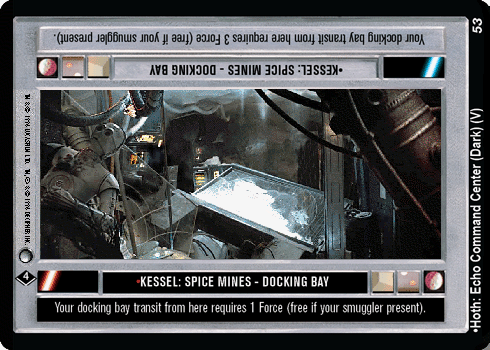 Your docking bay transit from here requires 3 Force (free if your smuggler present).
•KESSEL: SPICE MINES - DOCKING BAY
•KESSEL: SPICE MINES - DOCKING BAY
4
Your docking bay transit from here requires 1 Force (free if your smuggler present).
53
•Hoth: Echo Command Center (Dark) (V)